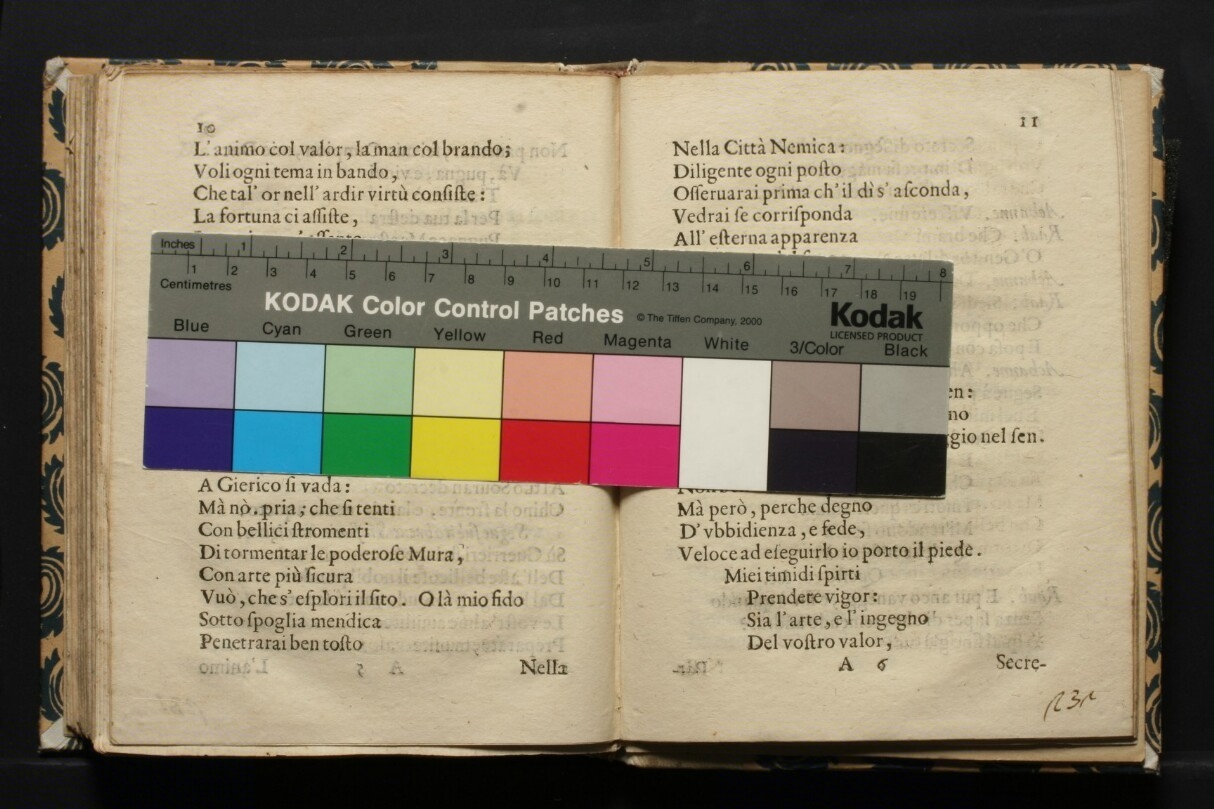 10
L'animo col valor, la man col brando;
Voli ogni tema in bando,
Che tal'or nell'ardir virtù consiste:
La fortuna ci assiste,
A Gierico si vada:
Mà nò. pria; che si tenti
Con bellici stromenti
Di tormentar le poderose Mura,
Con arte più sicura
Vuò, che s'esplori il sito. O là mio fido
Sotto spoglia mendica
Penetrarai ben tosto
Nella
11
Nella Città Nemica:
Diligente ogni posto
Osseruarai prima ch'il dì s'asconda,
Vedrai se corrisponda
All'esterna apparenza
en:
no
gio nel sen.
Mà però, perche degno
D'vbbidienza, e fede,
Veloce ad eseguirlo io porto il piede.
Miei timidi spirti
Prendete vigor:
Sia l'arte, e l'ingegno
Del vostro valor,
A 6 Secre-
Inches 1 2 3 4 5 6 7 8
1 2 3 4 5 6 7 8 9 10 11 12 13 14 15 16 17 18 19
Centimetres
KODAK Color Control Patches © The Tiffen Company, 2000
Kodak
LICENSED PRODUCT
Blue Cyan Green Yellow Red Magenta White 3/Color Black